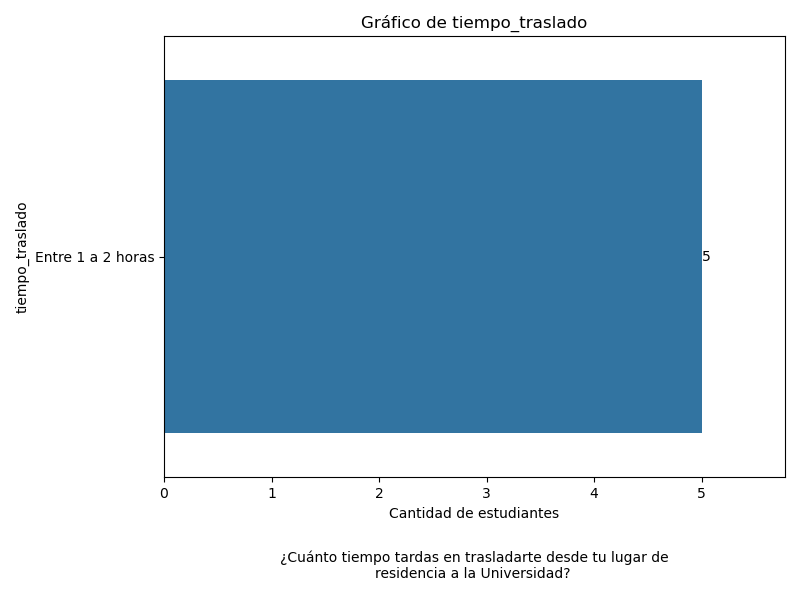 Gráfico de tiempo_traslado
tiempo_traslado
Entre 1 a 2 horas
5
0 1 2 3 4 5
Cantidad de estudiantes
¿Cuánto tiempo tardas en trasladarte desde tu lugar de
residencia a la Universidad?